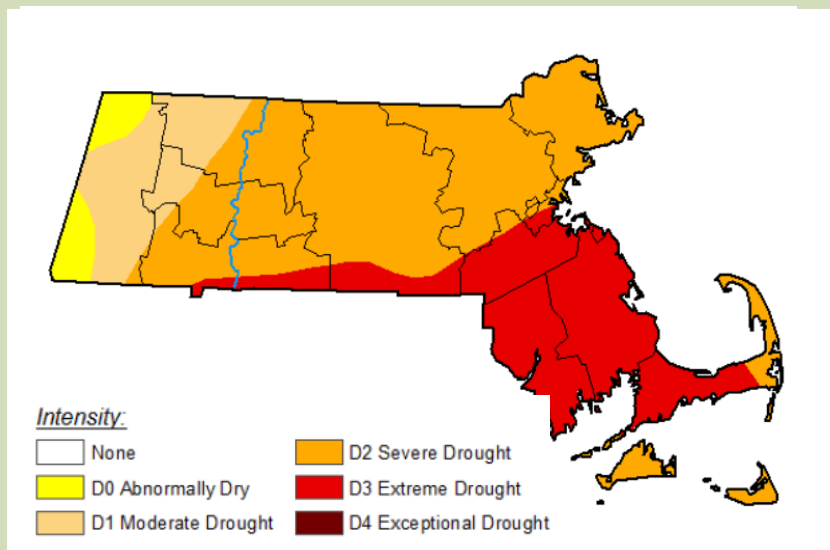 Intensity:
None
D0 Abnormally Dry
D1 Moderate Drought
D2 Severe Drought
D3 Extreme Drought
D4 Exceptional Drought